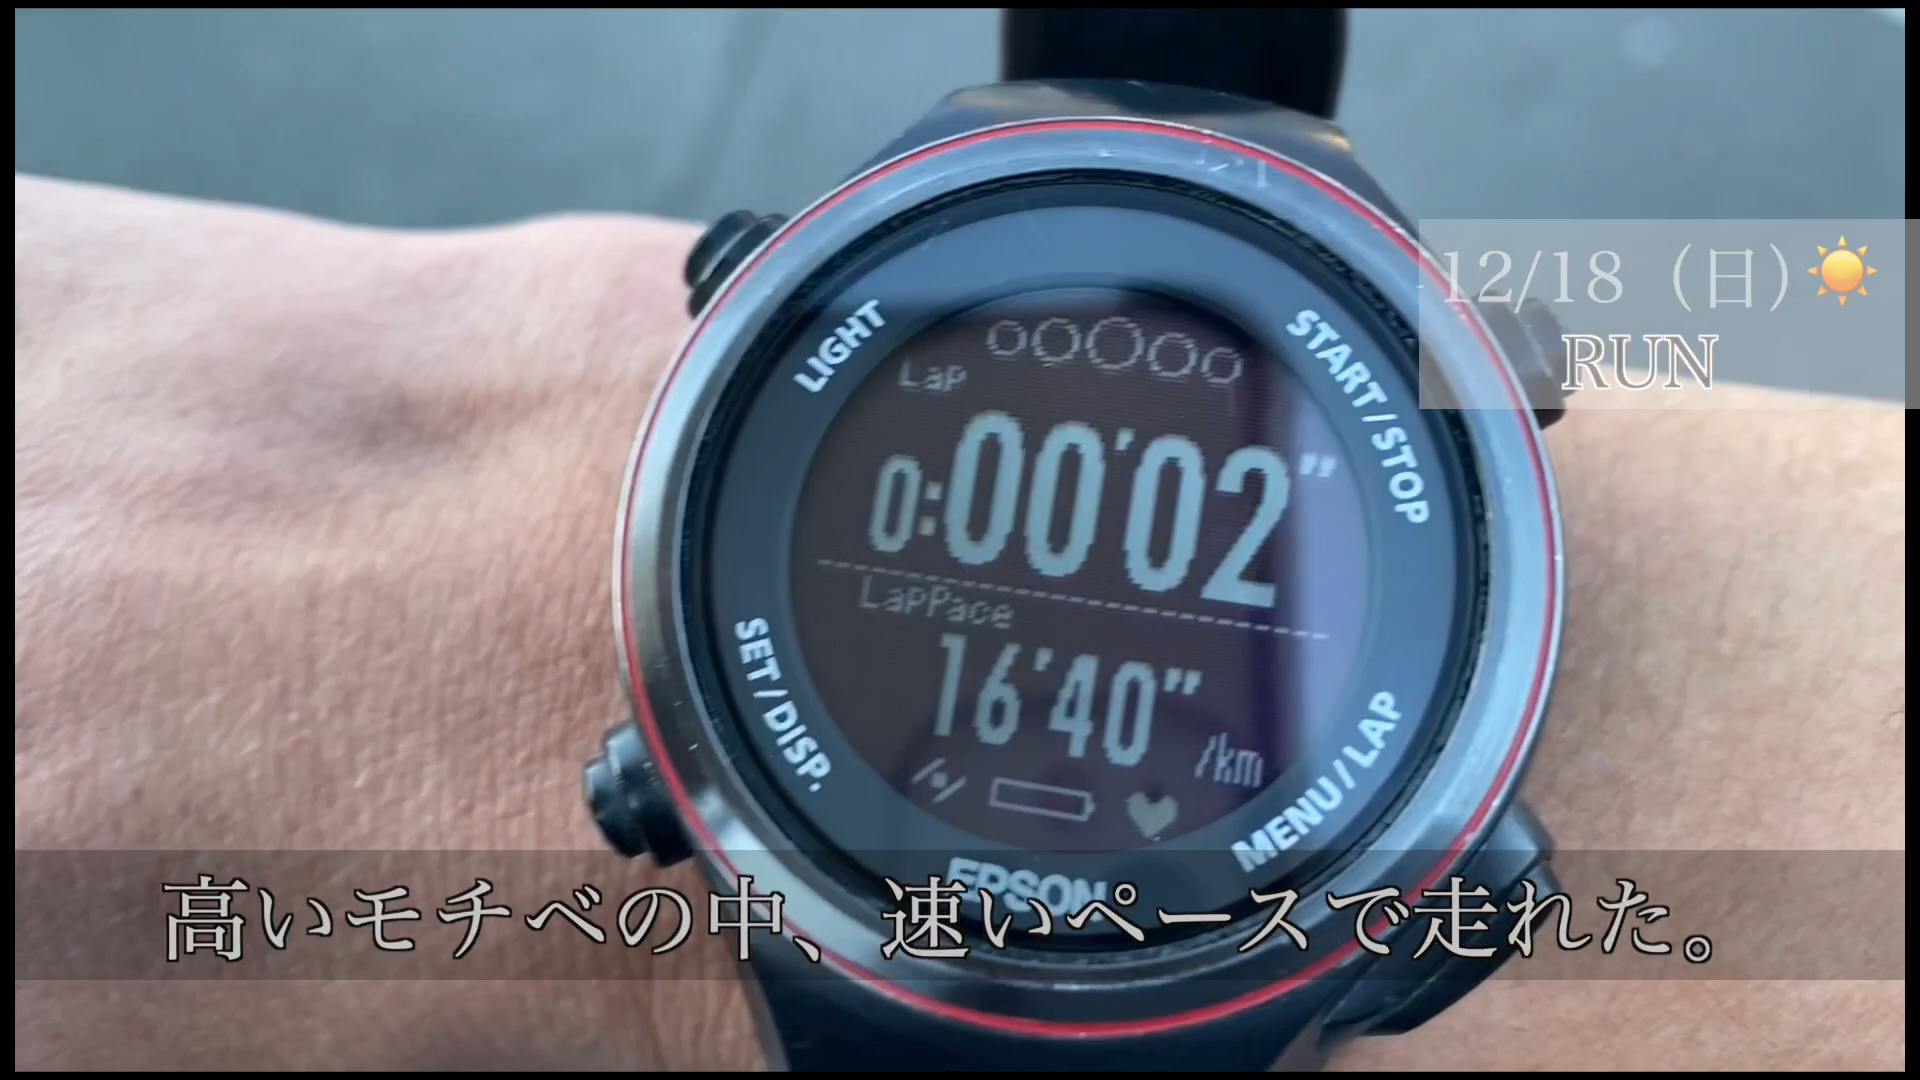 12/18（日）☀
RUN
LIGHT
START/STOP
Lap
0:00'02"
LapPace
16'40"
/km
SET/DISP.
MENU/LAP
EPSON
高いモチベの中、速いペースで走れた。